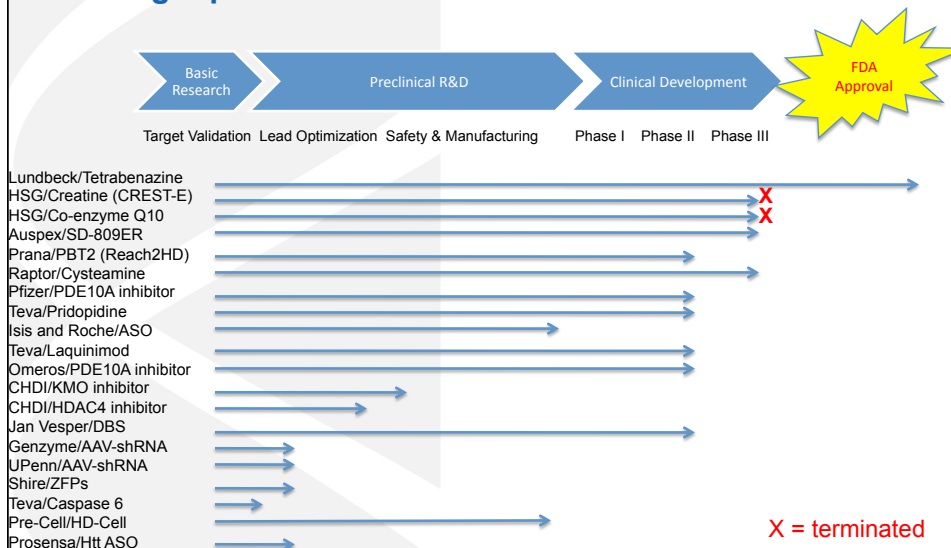 Basic
Research
Preclinical R&D
Clinical Development
FDA
Approval
Target Validation Lead Optimization Safety & Manufacturing Phase I Phase II Phase III
Lundbeck/Tetrabenazine
HSG/Creatine (CREST-E) X
HSG/Co-enzyme Q10 X
Auspex/SD-809ER
Prana/PBT2 (Reach2HD)
Raptor/Cysteamine
Pfizer/PDE10A inhibitor
Teva/Pridopidine
Isis and Roche/ASO
Teva/Laquinimod
Omeros/PDE10A inhibitor
CHDI/KMO inhibitor
CHDI/HDAC4 inhibitor
Jan Vesper/DBS
Genzyme/AAV-shRNA
UPenn/AAV-shRNA
Shire/ZFPs
Teva/Caspase 6
Pre-Cell/HD-Cell
Prosensa/Htt ASO
X = terminated